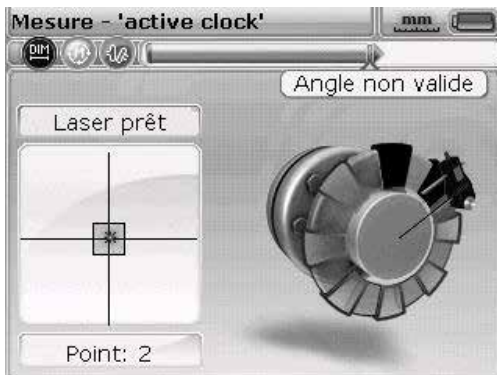 Mesure - 'active clock'
mm
DIM
Angle non valide
Laser prêt
Point: 2